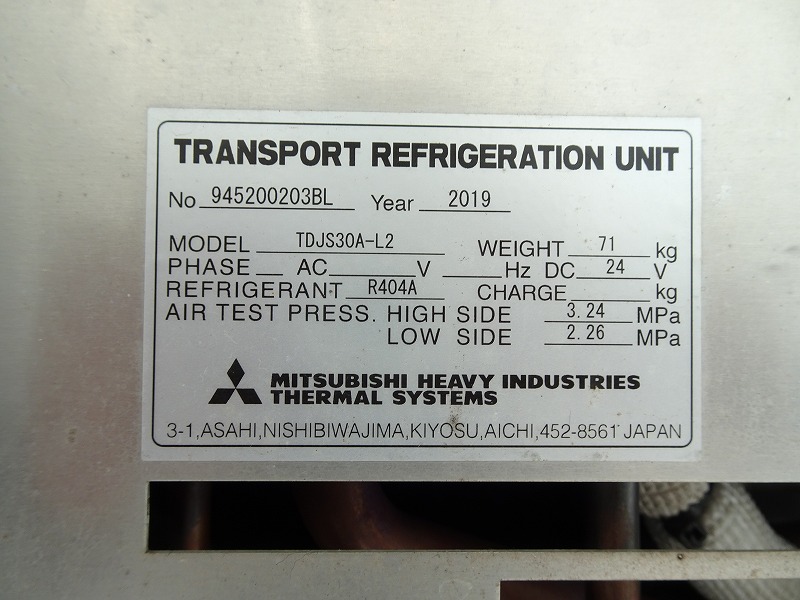 TRANSPORT REFRIGERATION UNIT
No 945200203BL Year 2019
MODEL TDJS30A-L2 WEIGHT 71 kg
PHASE AC V Hz DC 24 V
REFRIGERANT R404A CHARGE kg
AIR TEST PRESS. HIGH SIDE 3.24 MPa
LOW SIDE 2.26 MPa
MITSUBISHI HEAVY INDUSTRIES
THERMAL SYSTEMS
3-1,ASAHI,NISHIBIWAJIMA,KIYOSU,AICHI,452-8561 JAPAN